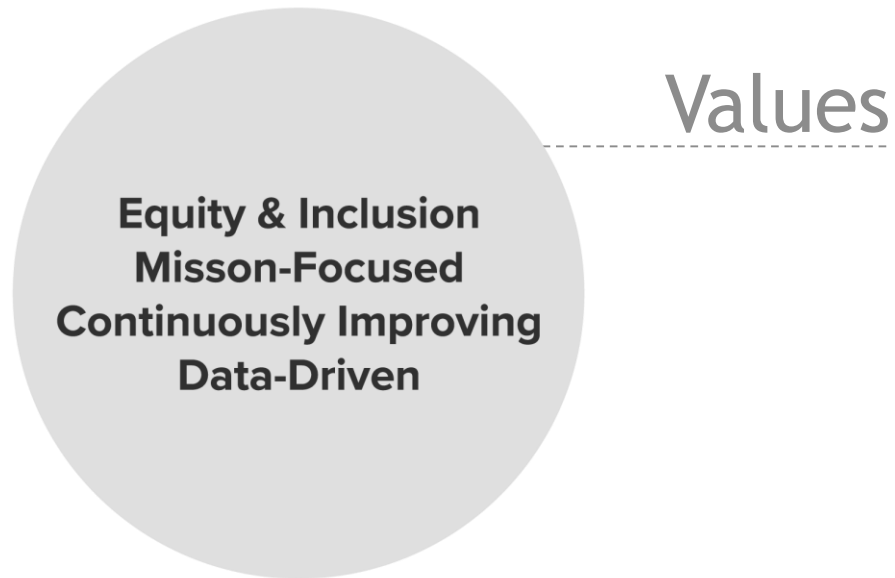 Values
Equity & Inclusion
Misson-Focused
Continuously Improving
Data-Driven